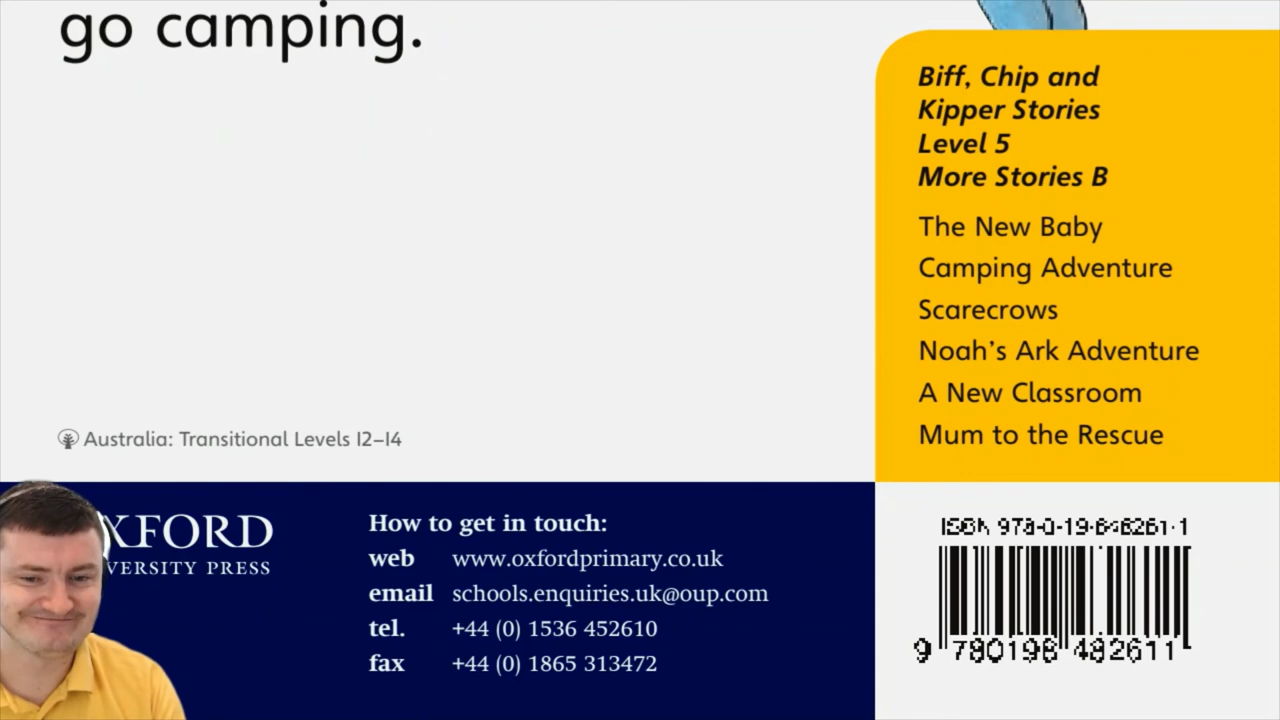 go camping.
Biff, Chip and
Kipper Stories
Level 5
More Stories B
The New Baby
Camping Adventure
Scarecrows
Noah's Ark Adventure
A New Classroom
Mum to the Rescue
Australia: Transitional Levels 12–14
XFORD
VERSITY PRESS
How to get in touch:
web www.oxfordprimary.co.uk
email schools.enquiries.uk@oup.com
tel. +44 (0) 1536 452610
fax +44 (0) 1865 313472
9 780198 482611